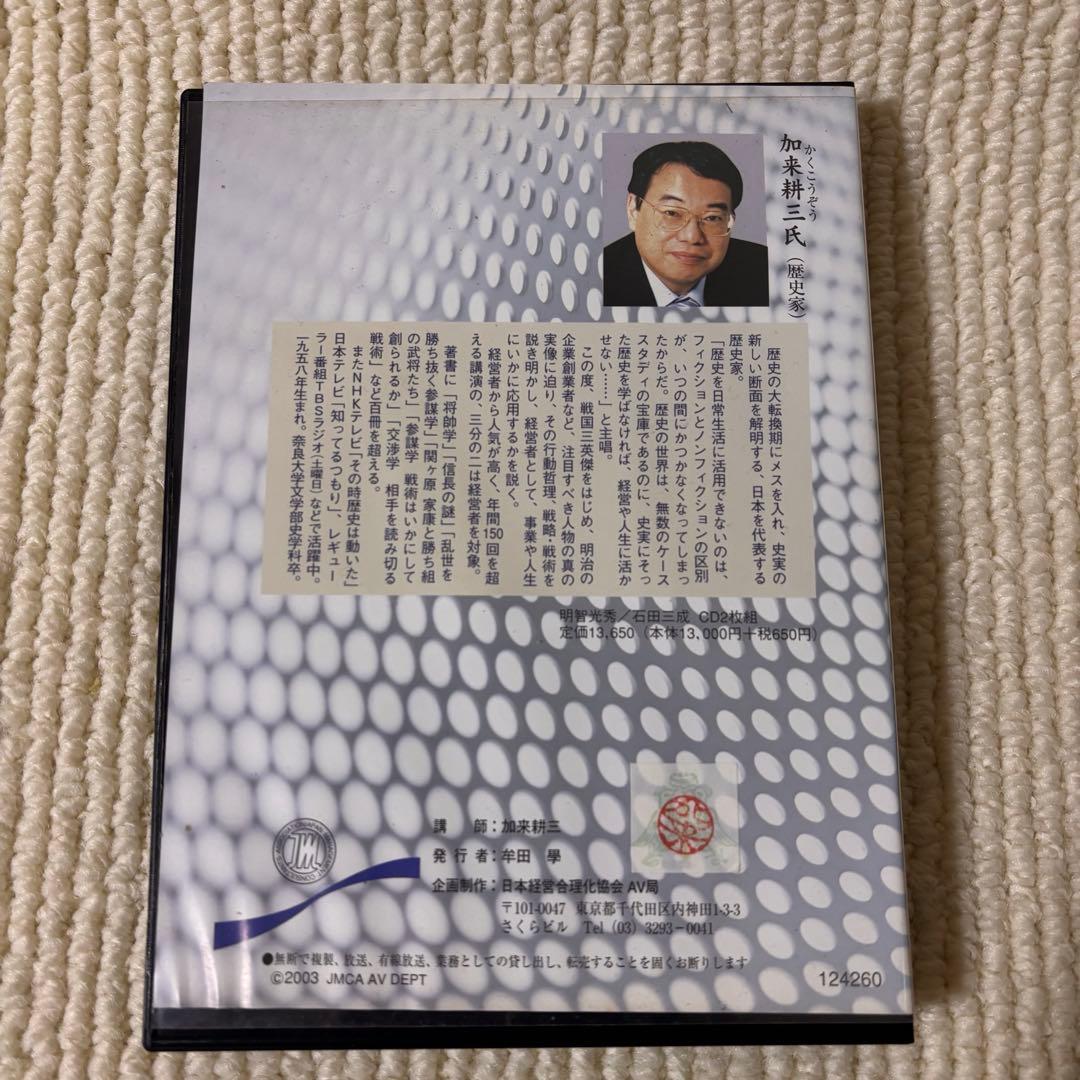 かくこうぞう
加来耕三氏(歴史家)
歴史の大転換期にメスを入れ、史実の
新しい断面を解明する、日本を代表する
歴史家。
「歴史を日常生活に活用できないのは、
フィクションとノンフィクションの区別
が、いつの間にかつかなくなってしまっ
たからだ。歴史の世界は、無数のケース
スタディの宝庫であるのに、史実にそっ
た歴史を学ばなければ、経営や人生に活か
せない……」と主唱。
この度、戦国三英傑をはじめ、明治の
企業創業者など、注目すべき人物の真の
実像に迫り、その行動哲理、戦略・戦術を
説き明かし、経営者として、事業や人生
にいかに応用するかを説く。
経営者から人気が高く、年間150回を超
える講演の、三分の二は経営者を対象。
著書に「将帥学」「信長の謎」「乱世を
勝ち抜く参謀学」「関ヶ原 家康と勝ち組
の武将たち」「参謀学 戦術はいかにして
創られるか」「交渉学 相手を読み切る
戦術」など百冊を超える。
またNHKテレビ「その時歴史は動いた」
日本テレビ「知ってるつもり」、レギュー
ラー番組TBSラジオ(土曜日)などで活躍中。
一九五八年生まれ。奈良大学文学部史学科卒。
明智光秀/石田三成 CD2枚組
定価13,650(本体13,000円+税650円)
講 師:加来耕三
発行者:牟田 學
企画制作:日本経営合理化協会 AV局
〒101-0047 東京都千代田区内神田1-3-3
さくらビル Tel(03)3293-0041
●無断で複製、放送、有線放送、業務としての貸し出し、転売することを固くお断りします
©2003 JMCA AV DEPT
124260